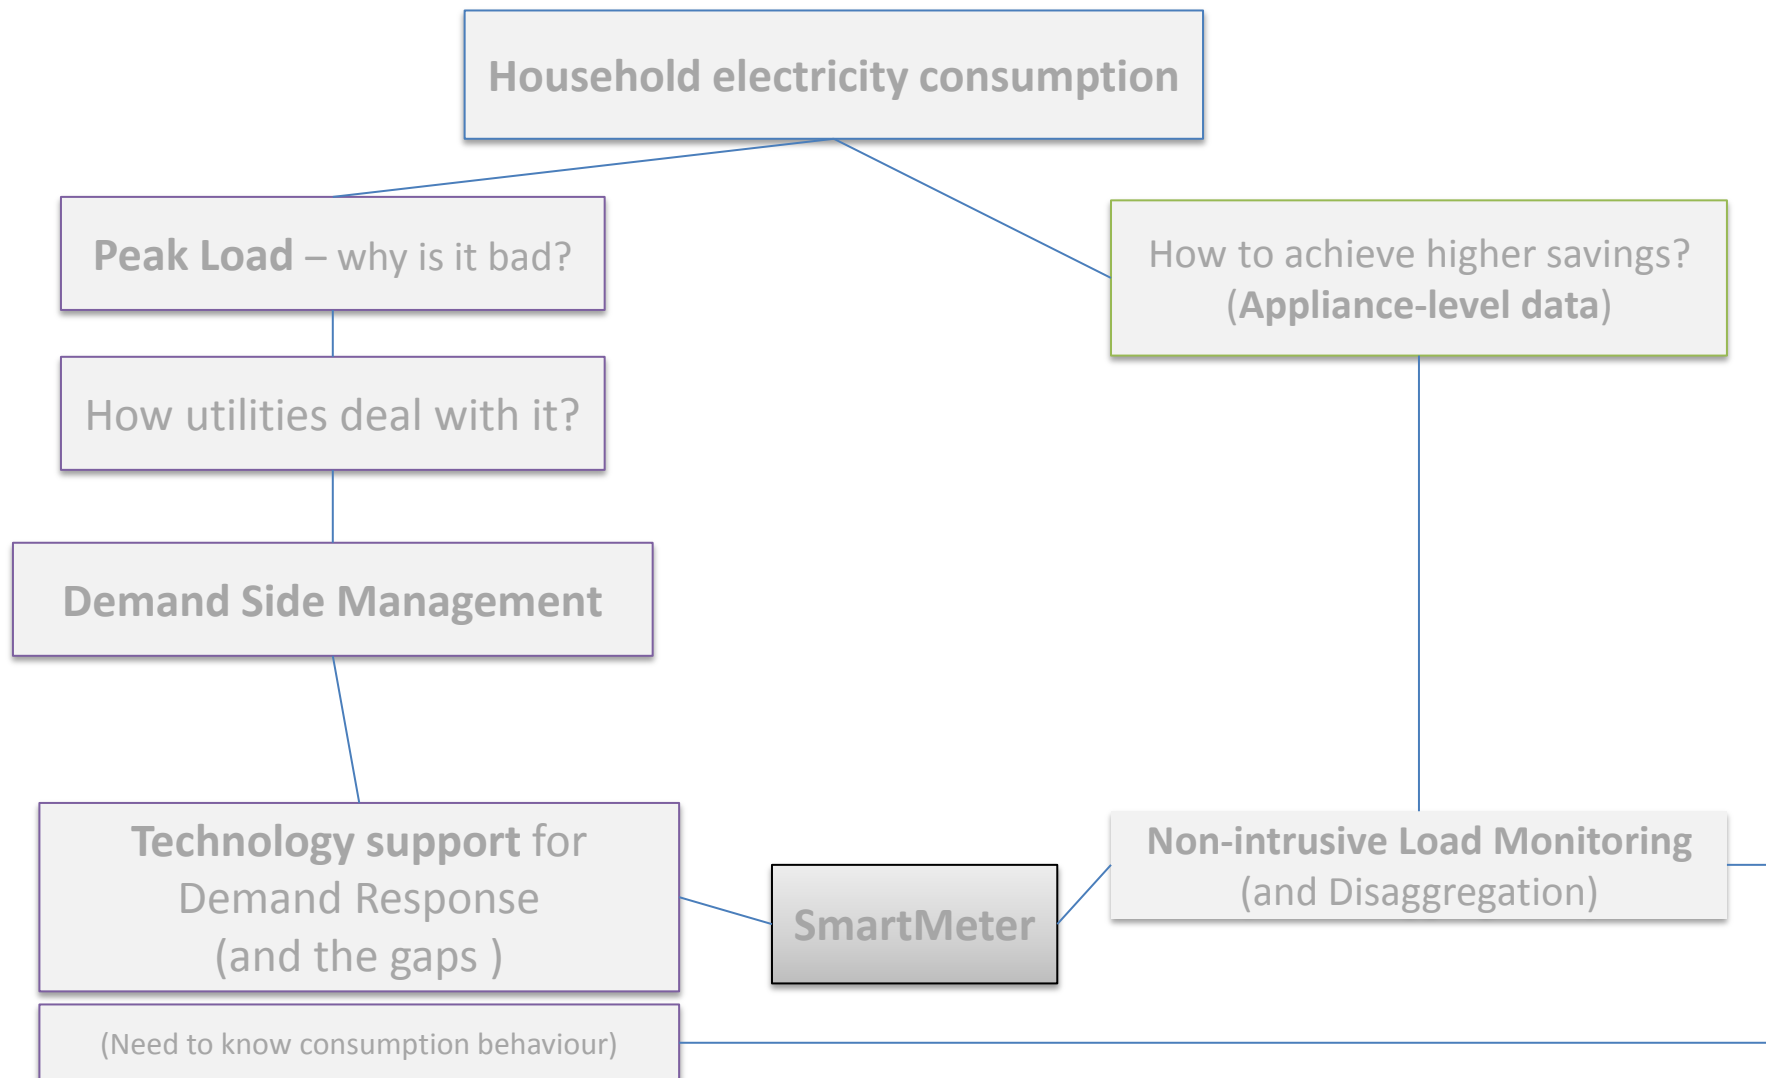 Household electricity consumption
Peak Load – why is it bad?
How to achieve higher savings?
(Appliance-level data)
How utilities deal with it?
Demand Side Management
Technology support for
Demand Response
(and the gaps )
SmartMeter
Non-intrusive Load Monitoring
(and Disaggregation)
(Need to know consumption behaviour)